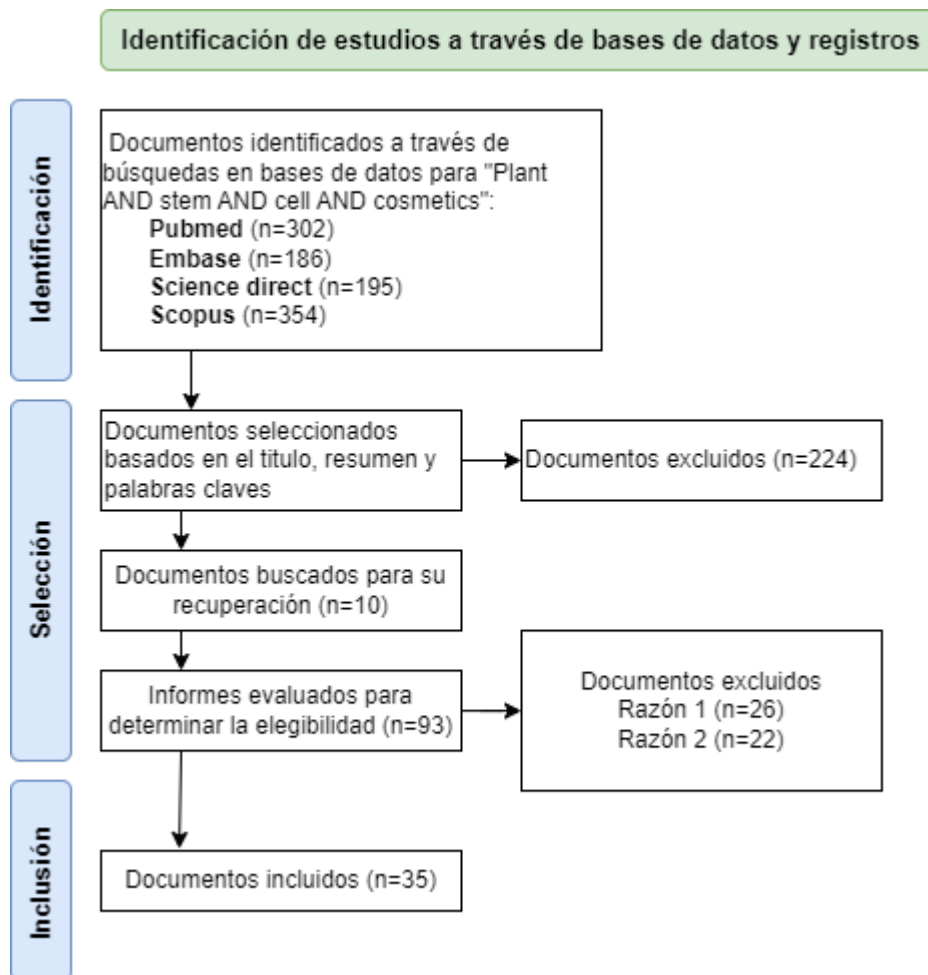 Identificación de estudios a través de bases de datos y registros
Identificación
Documentos identificados a través de
búsquedas en bases de datos para "Plant
AND stem AND cell AND cosmetics":
Pubmed (n=302)
Embase (n=186)
Science direct (n=195)
Scopus (n=354)
Selección
Documentos seleccionados
basados en el titulo, resumen y
palabras claves
Documentos excluidos (n=224)
Documentos buscados para su
recuperación (n=10)
Informes evaluados para
determinar la elegibilidad (n=93)
Documentos excluidos
Razón 1 (n=26)
Razón 2 (n=22)
Inclusión
Documentos incluidos (n=35)